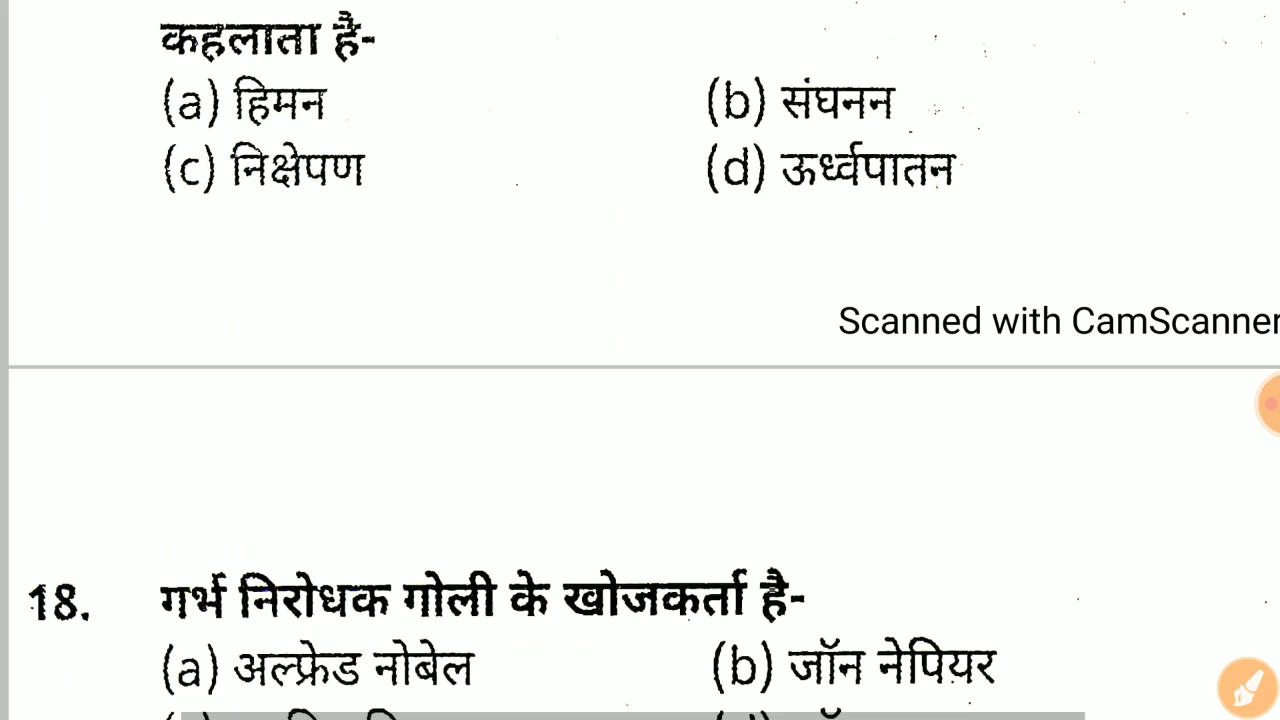 कहलाता है-
(a) हिमन (b) संघनन
(c) निक्षेपण (d) ऊर्ध्वपातन
Scanned with CamScanner
18. गर्भ निरोधक गोली के खोजकर्ता है-
(a) अल्फ्रेड नोबेल (b) जॉन नेपियर